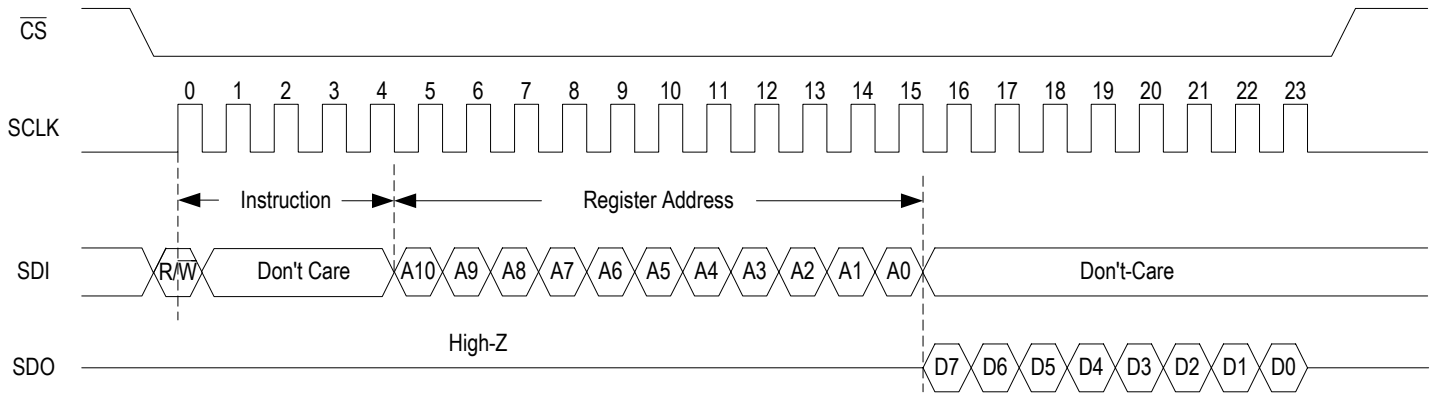 CS
0 1 2 3 4 5 6 7 8 9 10 11 12 13 14 15 16 17 18 19 20 21 22 23
SCLK
Instruction Register Address
SDI R/W Don't Care A10 A9 A8 A7 A6 A5 A4 A3 A2 A1 A0 Don't-Care
High-Z
SDO D7 D6 D5 D4 D3 D2 D1 D0